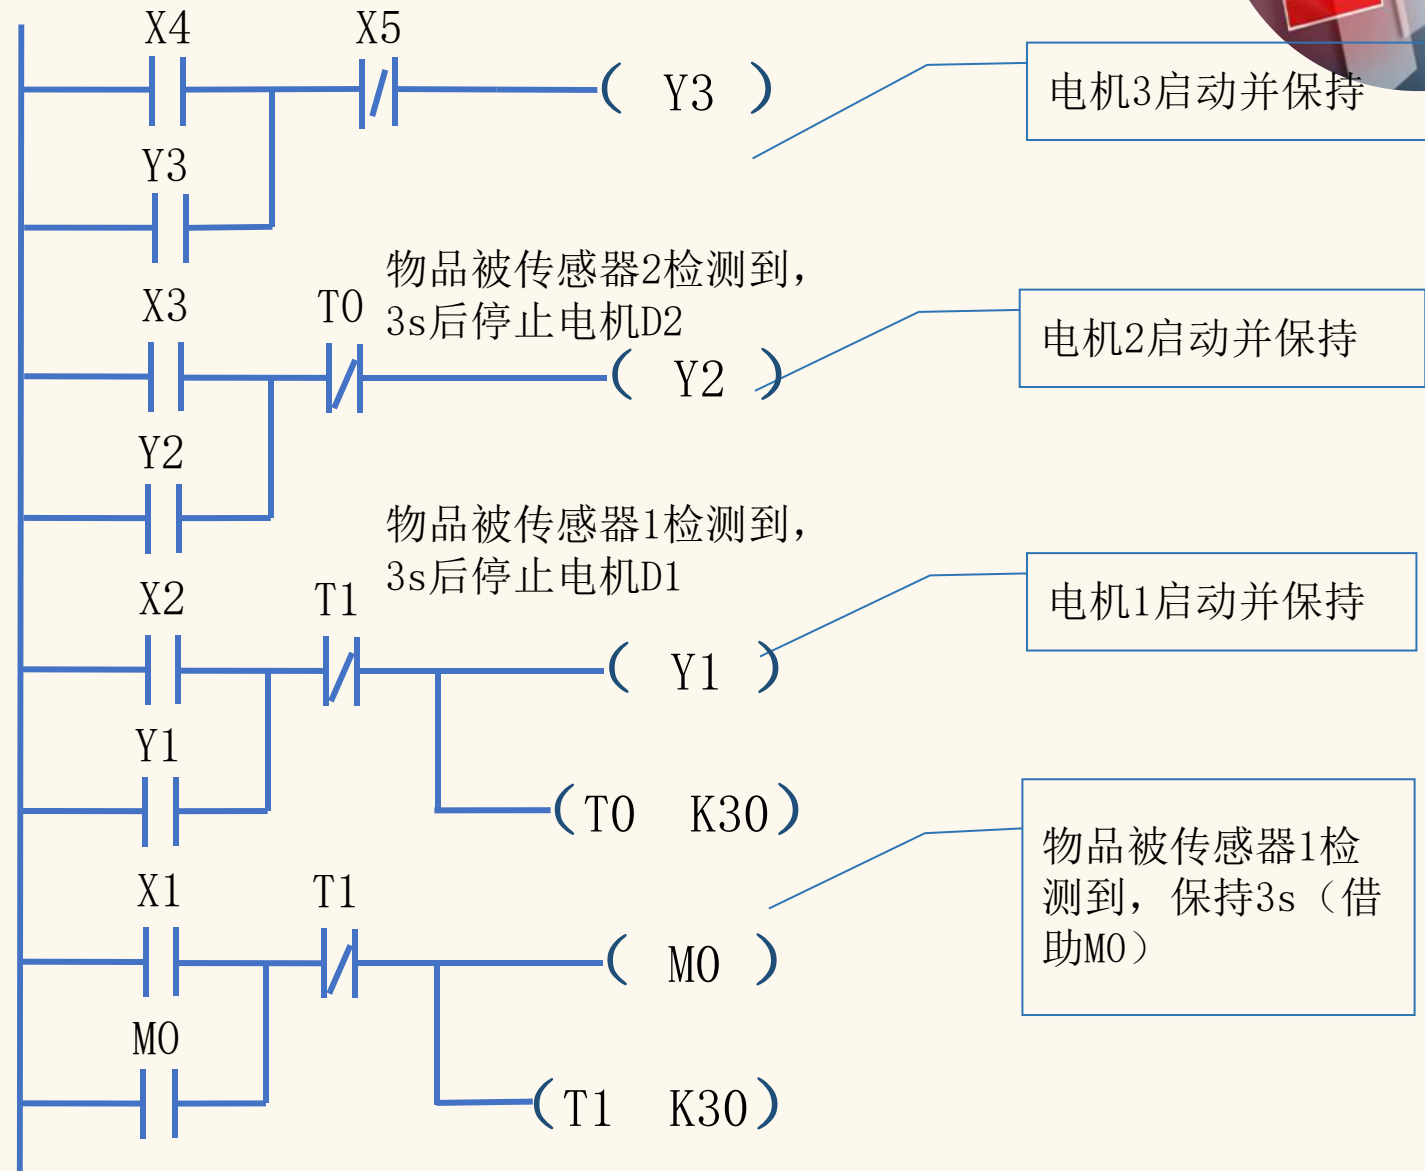 X4 X5
( Y3 )
电机3启动并保持
Y3
物品被传感器2检测到，
3s后停止电机D2
X3 T0
( Y2 )
电机2启动并保持
Y2
物品被传感器1检测到，
3s后停止电机D1
X2 T1
( Y1 )
电机1启动并保持
Y1
(T0 K30)
物品被传感器1检
测到，保持3s（借
助M0）
X1 T1
( M0 )
M0
(T1 K30)